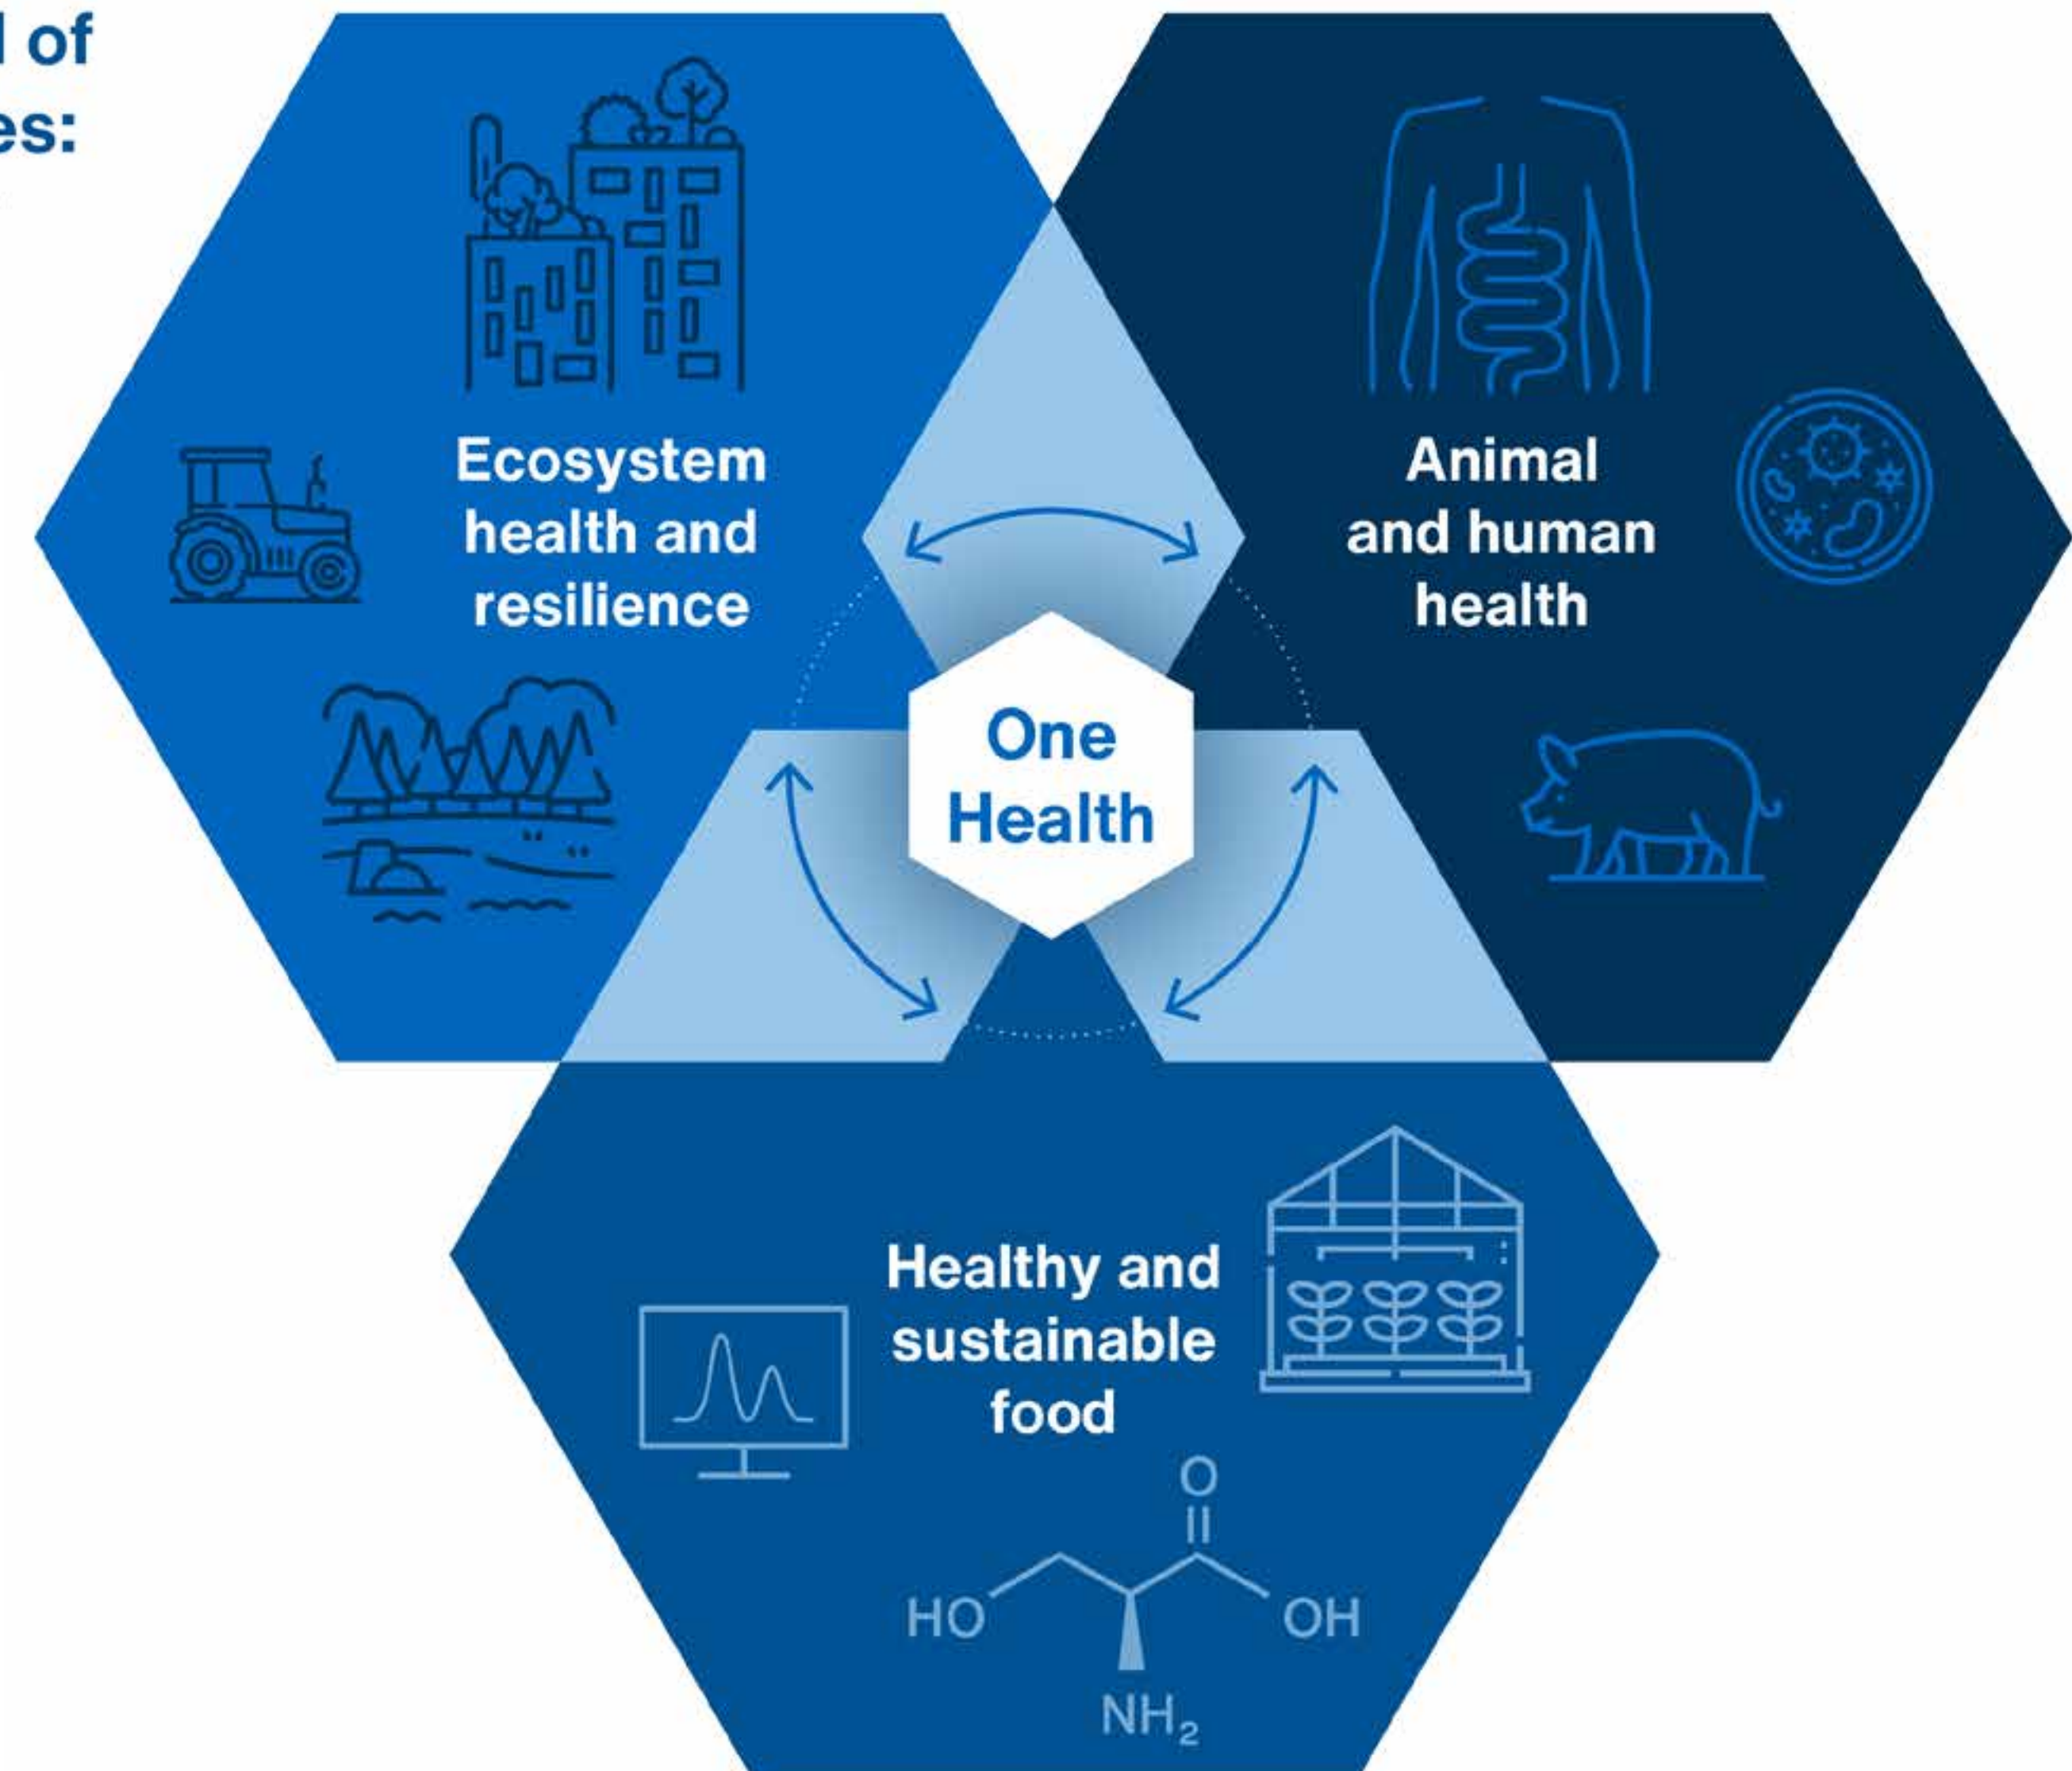 of
es:
Ecosystem
health and
resilience
Animal
and human
health
One
Health
Healthy and
sustainable
food
O
HO
OH
NH₂